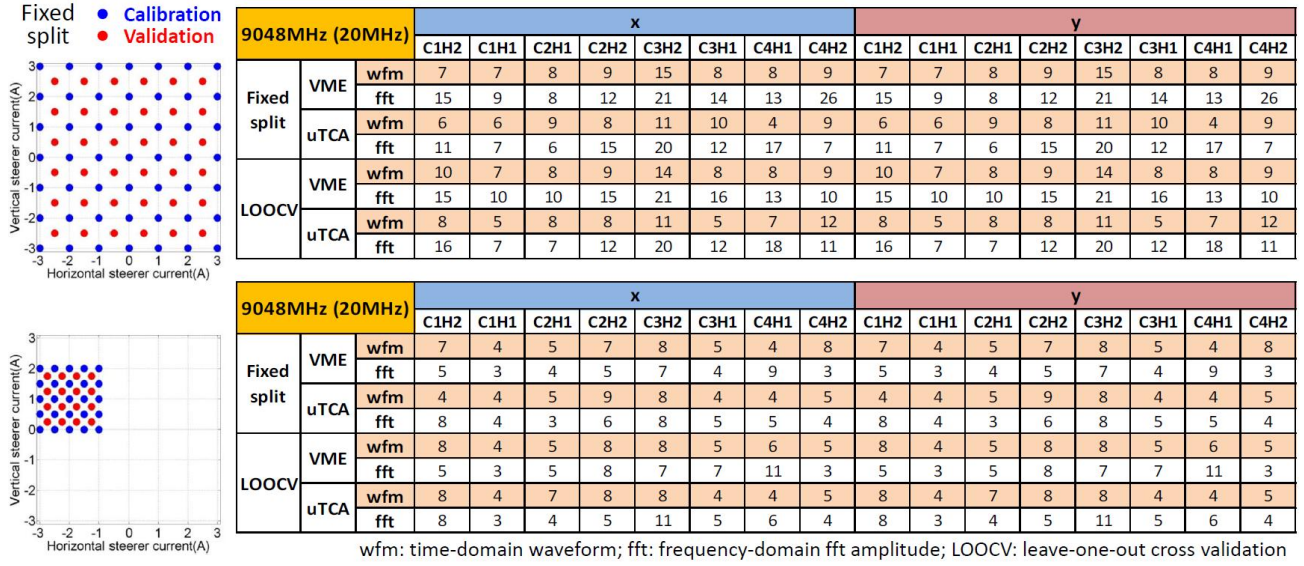 Fixed split
● Calibration
● Validation
Vertical steerer current(A)
3 2 1 0 -1 -2 -3
-3 -2 -1 0 1 2 3
Horizontal steerer current(A)
9048MHz (20MHz) x y
C1H2 C1H1 C2H1 C2H2 C3H2 C3H1 C4H1 C4H2 C1H2 C1H1 C2H1 C2H2 C3H2 C3H1 C4H1 C4H2
Fixed split VME wfm 7 7 8 9 15 8 8 9 7 7 8 9 15 8 8 9
fft 15 9 8 12 21 14 13 26 15 9 8 12 21 14 13 26
uTCA wfm 6 6 9 8 11 10 4 9 6 6 9 8 11 10 4 9
fft 11 7 6 15 20 12 17 7 11 7 6 15 20 12 17 7
LOOCV VME wfm 10 7 8 9 14 8 8 9 10 7 8 9 14 8 8 9
fft 15 10 10 15 21 16 13 10 15 10 10 15 21 16 13 10
uTCA wfm 8 5 8 8 11 5 7 12 8 5 8 8 11 5 7 12
fft 16 7 7 12 20 12 18 11 16 7 7 12 20 12 18 11
Vertical steerer current(A)
3 2 1 0 -1 -2 -3
-3 -2 -1 0 1 2 3
Horizontal steerer current(A)
9048MHz (20MHz) x y
C1H2 C1H1 C2H1 C2H2 C3H2 C3H1 C4H1 C4H2 C1H2 C1H1 C2H1 C2H2 C3H2 C3H1 C4H1 C4H2
Fixed split VME wfm 7 4 5 7 8 5 4 8 7 4 5 7 8 5 4 8
fft 5 3 4 5 7 4 9 3 5 3 4 5 7 4 9 3
uTCA wfm 4 4 5 9 8 4 4 5 4 4 5 9 8 4 4 5
fft 8 4 3 6 8 5 5 4 8 4 3 6 8 5 5 4
LOOCV VME wfm 8 4 5 8 8 5 6 5 8 4 5 8 8 5 6 5
fft 5 3 5 8 7 7 11 3 5 3 5 8 7 7 11 3
uTCA wfm 8 4 7 8 8 4 4 5 8 4 7 8 8 4 4 5
fft 8 3 4 5 11 5 6 4 8 3 4 5 11 5 6 4
wfm: time-domain waveform; fft: frequency-domain fft amplitude; LOOCV: leave-one-out cross validation